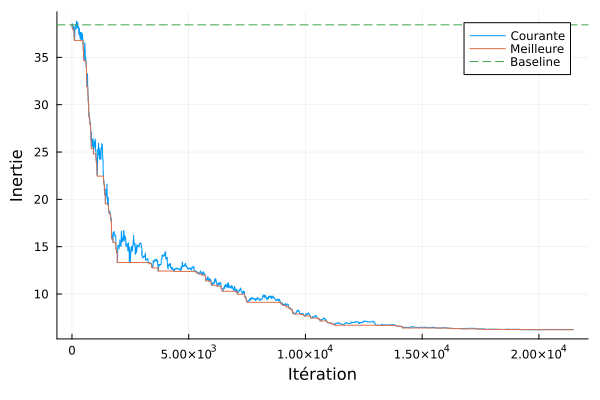 Courante
Meilleure
Baseline
Inertie
35
30
25
20
15
10
0
5.00×10³
1.00×10⁴
1.50×10⁴
2.00×10⁴
Itération